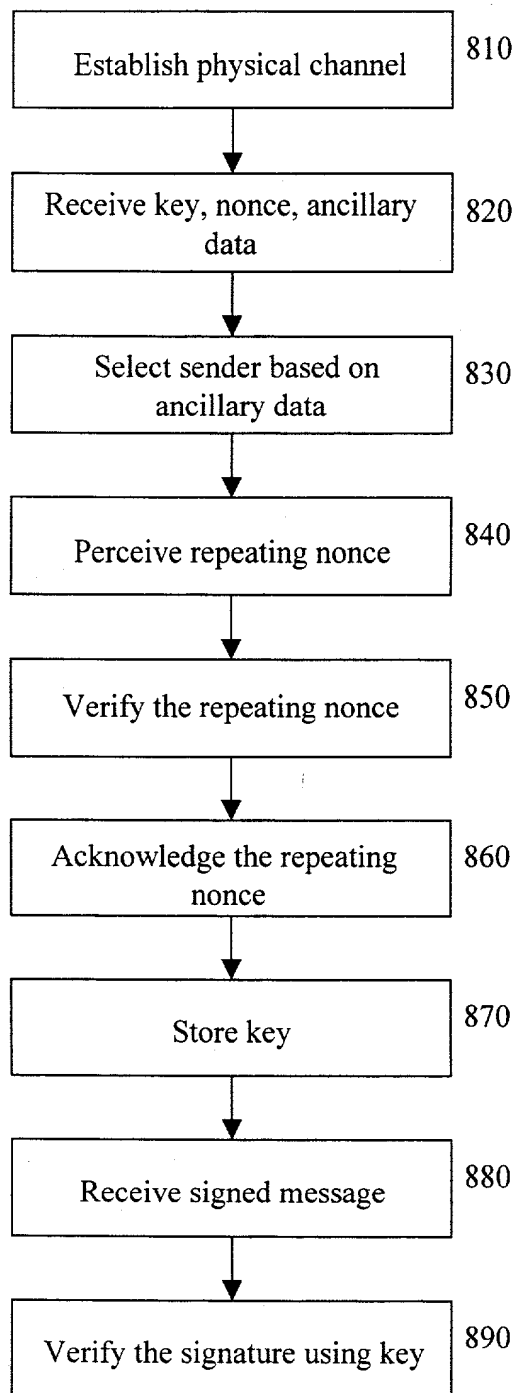 Establish physical channel
810
Receive key, nonce, ancillary
data
820
Select sender based on
ancillary data
830
Perceive repeating nonce
840
Verify the repeating nonce
850
Acknowledge the repeating
nonce
860
Store key
870
Receive signed message
880
Verify the signature using key
890